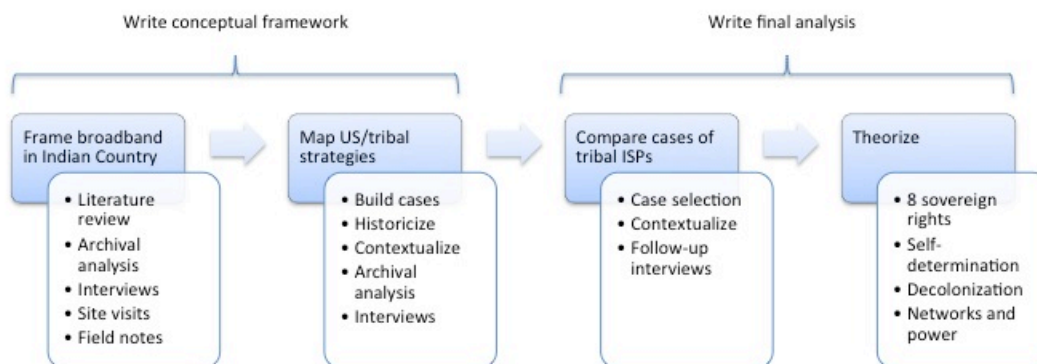 Write conceptual framework
Write final analysis
Frame broadband
in Indian Country
• Literature
review
• Archival
analysis
• Interviews
• Site visits
• Field notes
Map US/tribal
strategies
• Build cases
• Historicize
• Contextualize
• Archival
analysis
• Interviews
Compare cases of
tribal ISPs
• Case selection
• Contextualize
• Follow-up
interviews
Theorize
• 8 sovereign
rights
• Self-
determination
• Decolonization
• Networks and
power